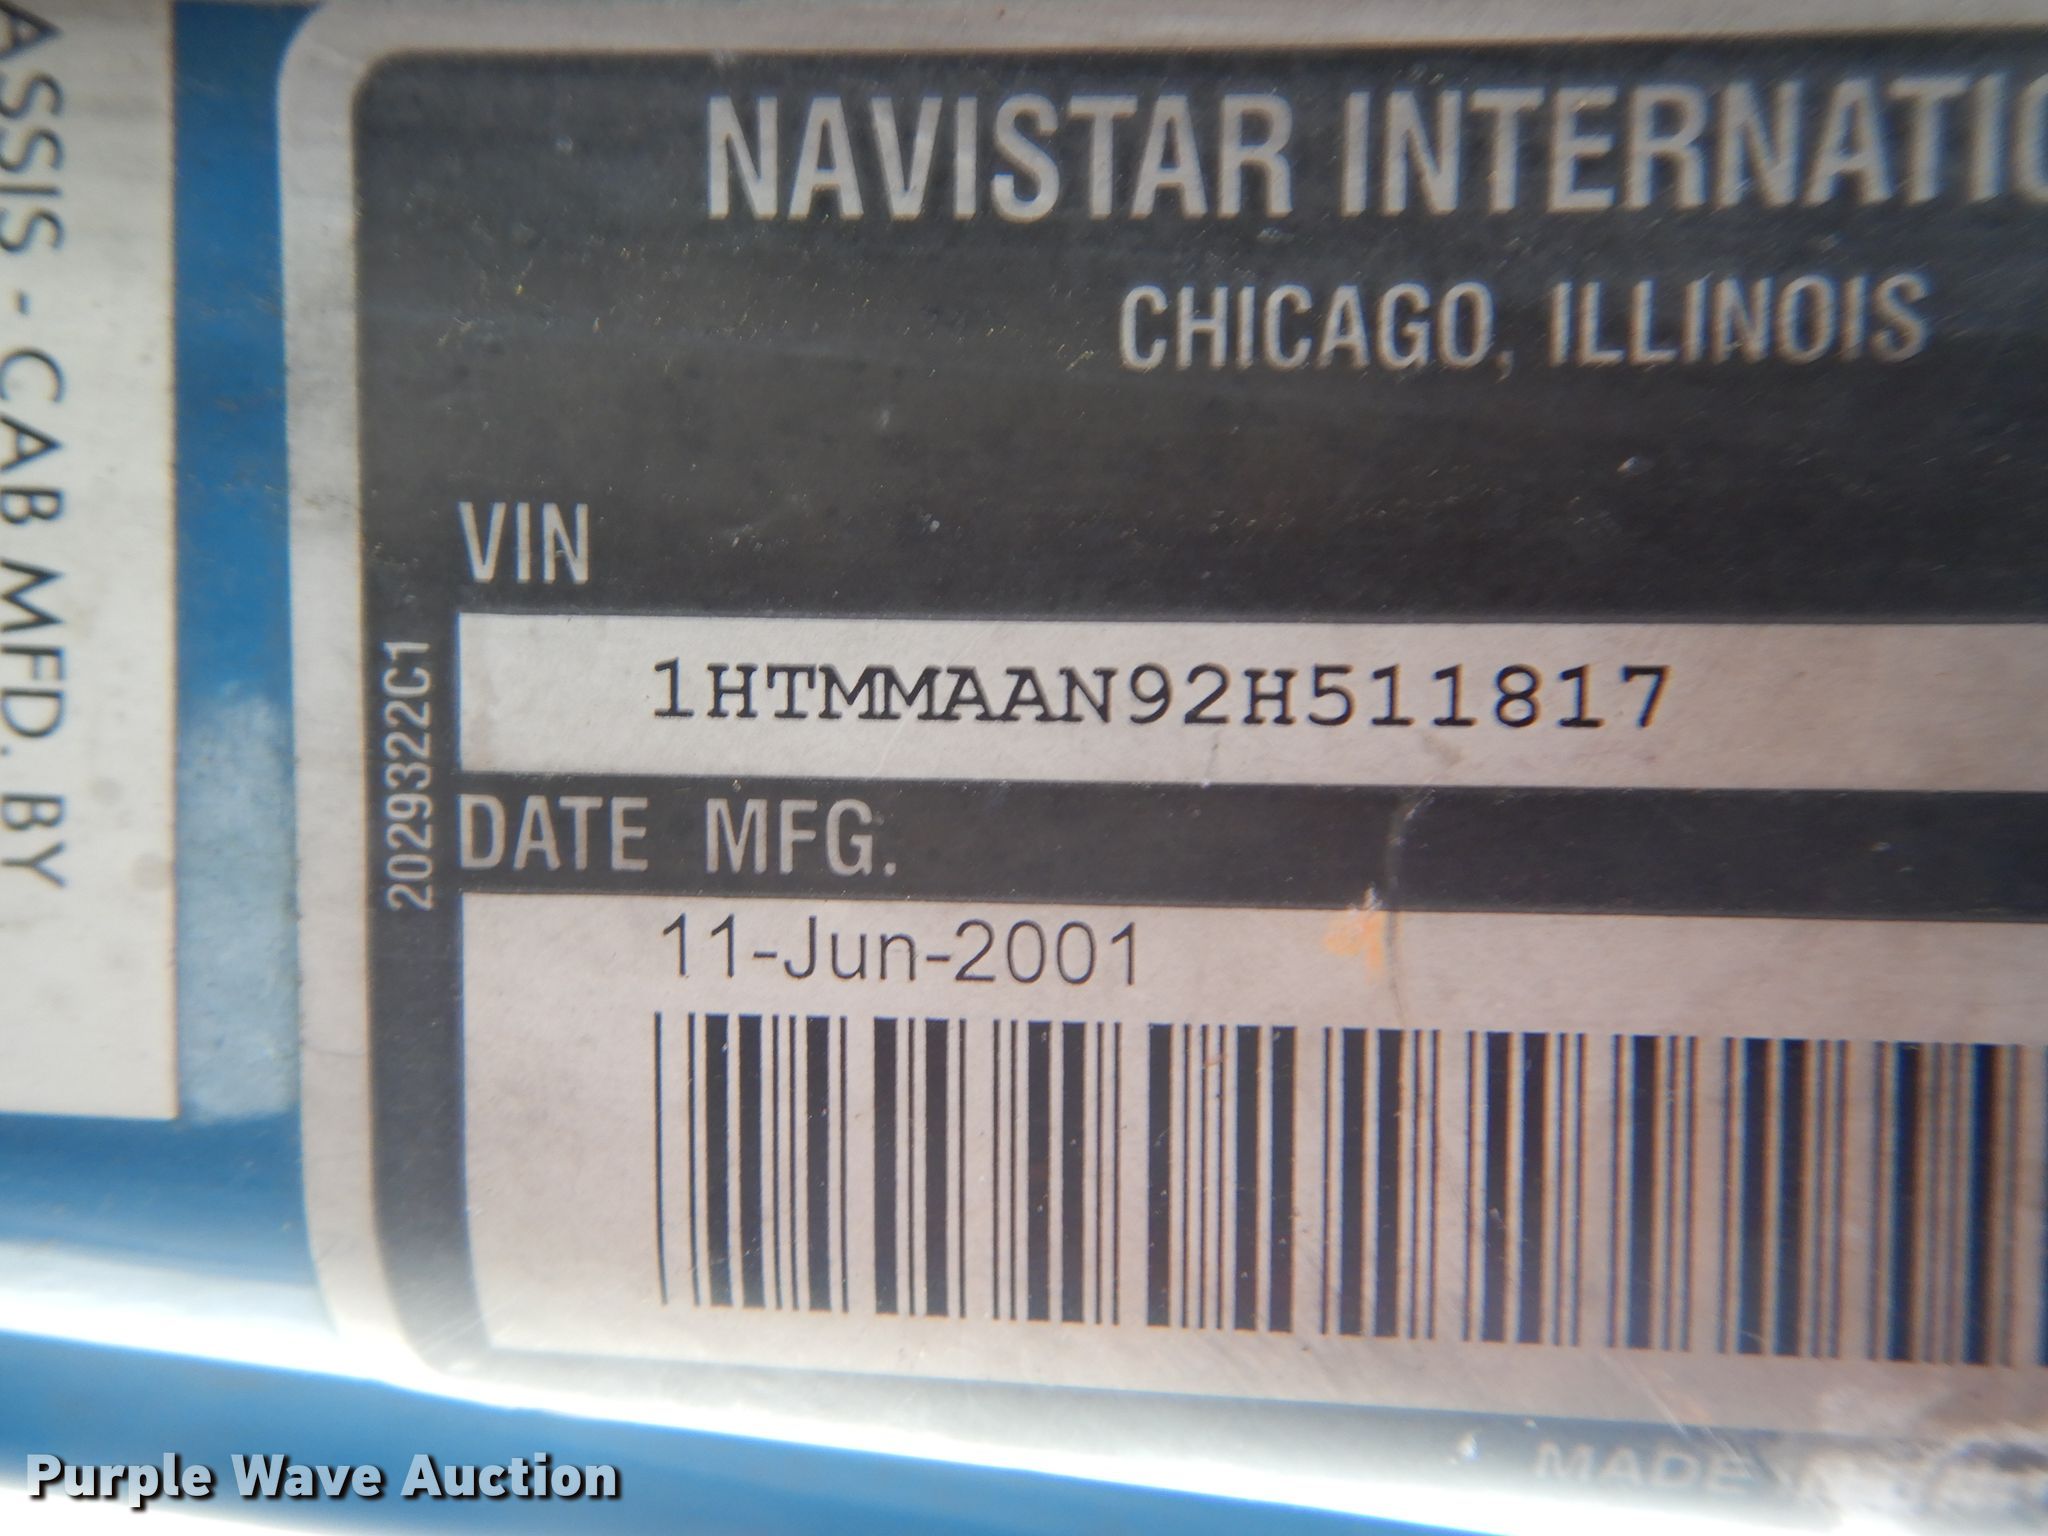 ASSIS - CAB MFD. BY
NAVISTAR INTERNATIO
CHICAGO, ILLINOIS
VIN
1HTMMAAN92H511817
2029322C1
DATE MFG.
11-Jun-2001
MADE
Purple Wave Auction